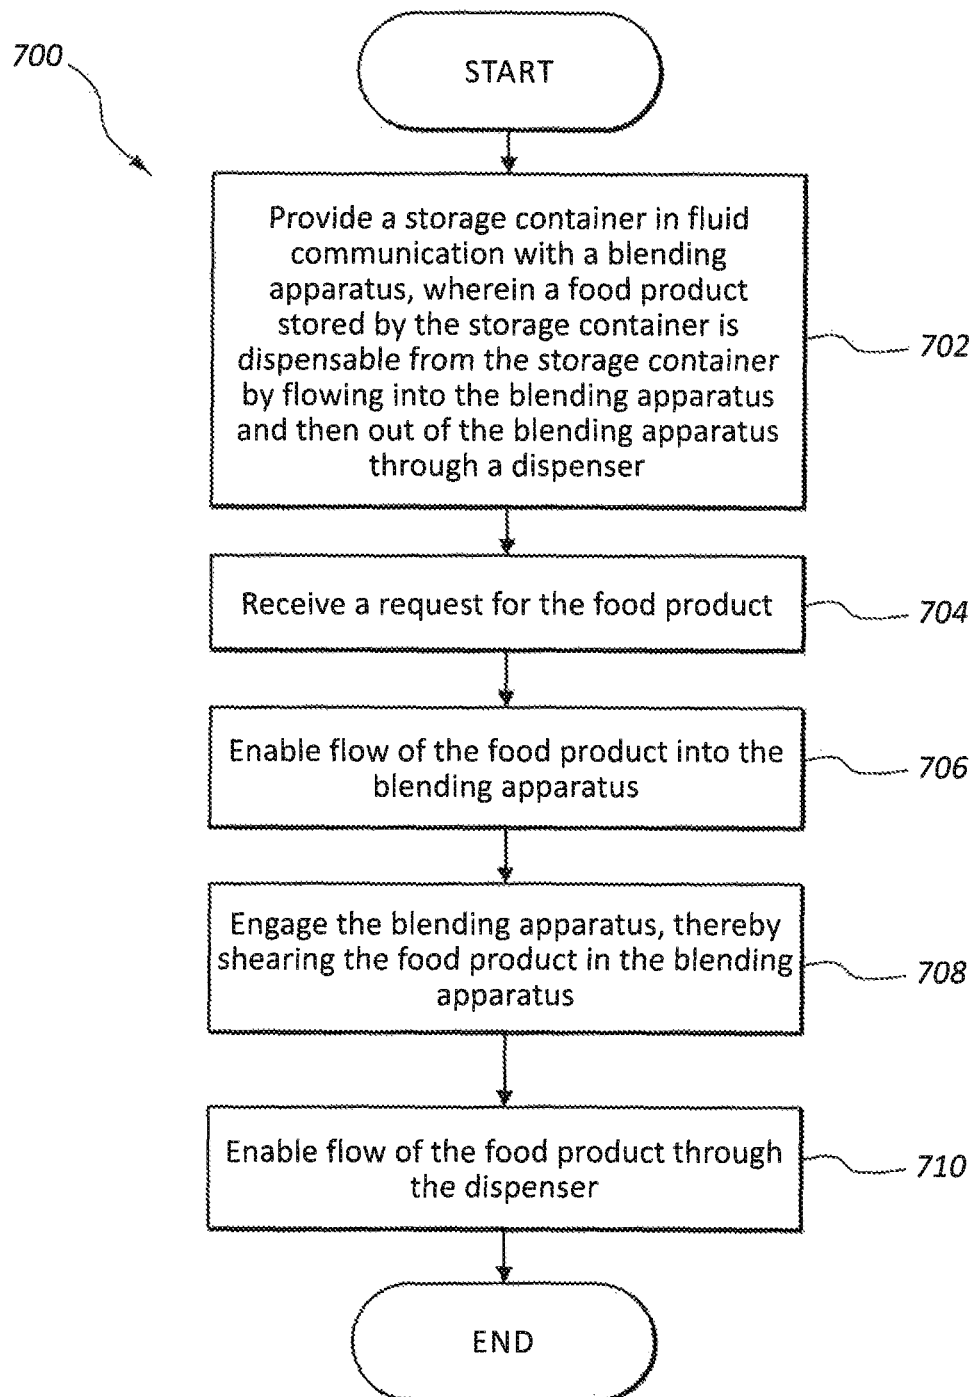 700
START
Provide a storage container in fluid
communication with a blending
apparatus, wherein a food product
stored by the storage container is
dispensable from the storage container
by flowing into the blending apparatus
and then out of the blending apparatus
through a dispenser
702
Receive a request for the food product
704
Enable flow of the food product into the
blending apparatus
706
Engage the blending apparatus, thereby
shearing the food product in the blending
apparatus
708
Enable flow of the food product through
the dispenser
710
END